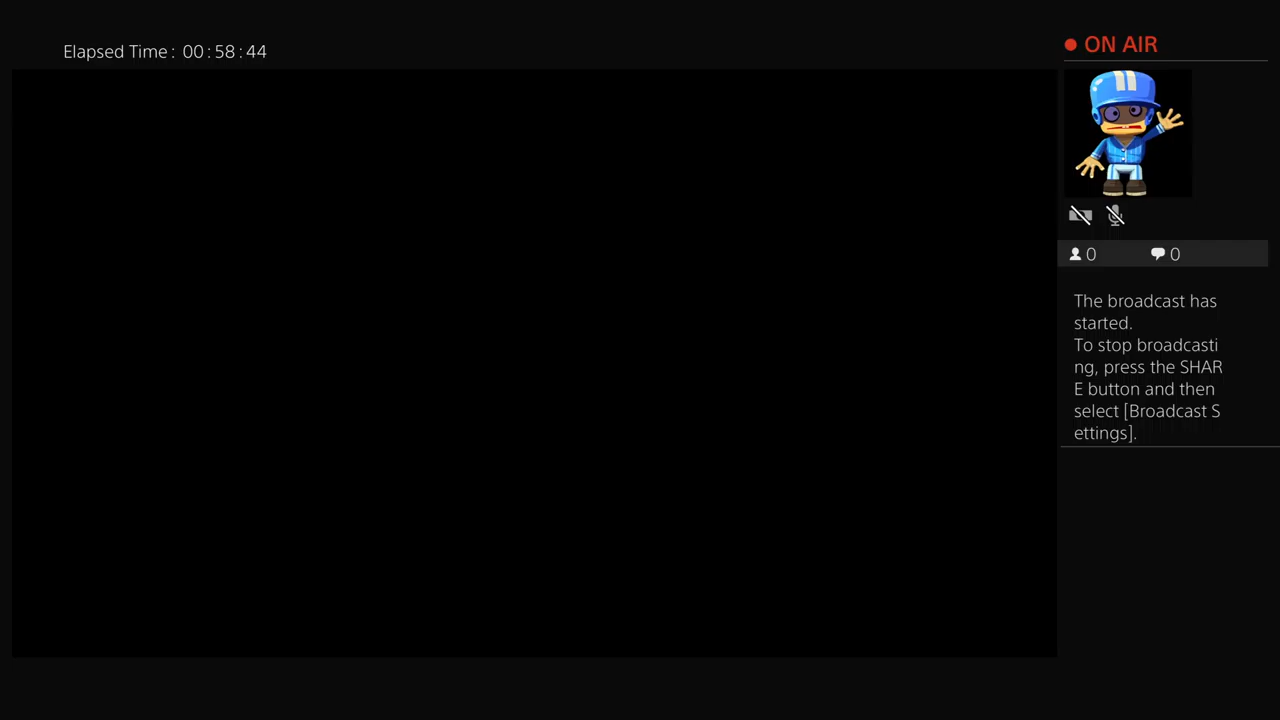 Elapsed Time : 00 : 58 : 44
ON AIR
0 0
The broadcast has
started.
To stop broadcasti
ng, press the SHAR
E button and then
select [Broadcast S
ettings].